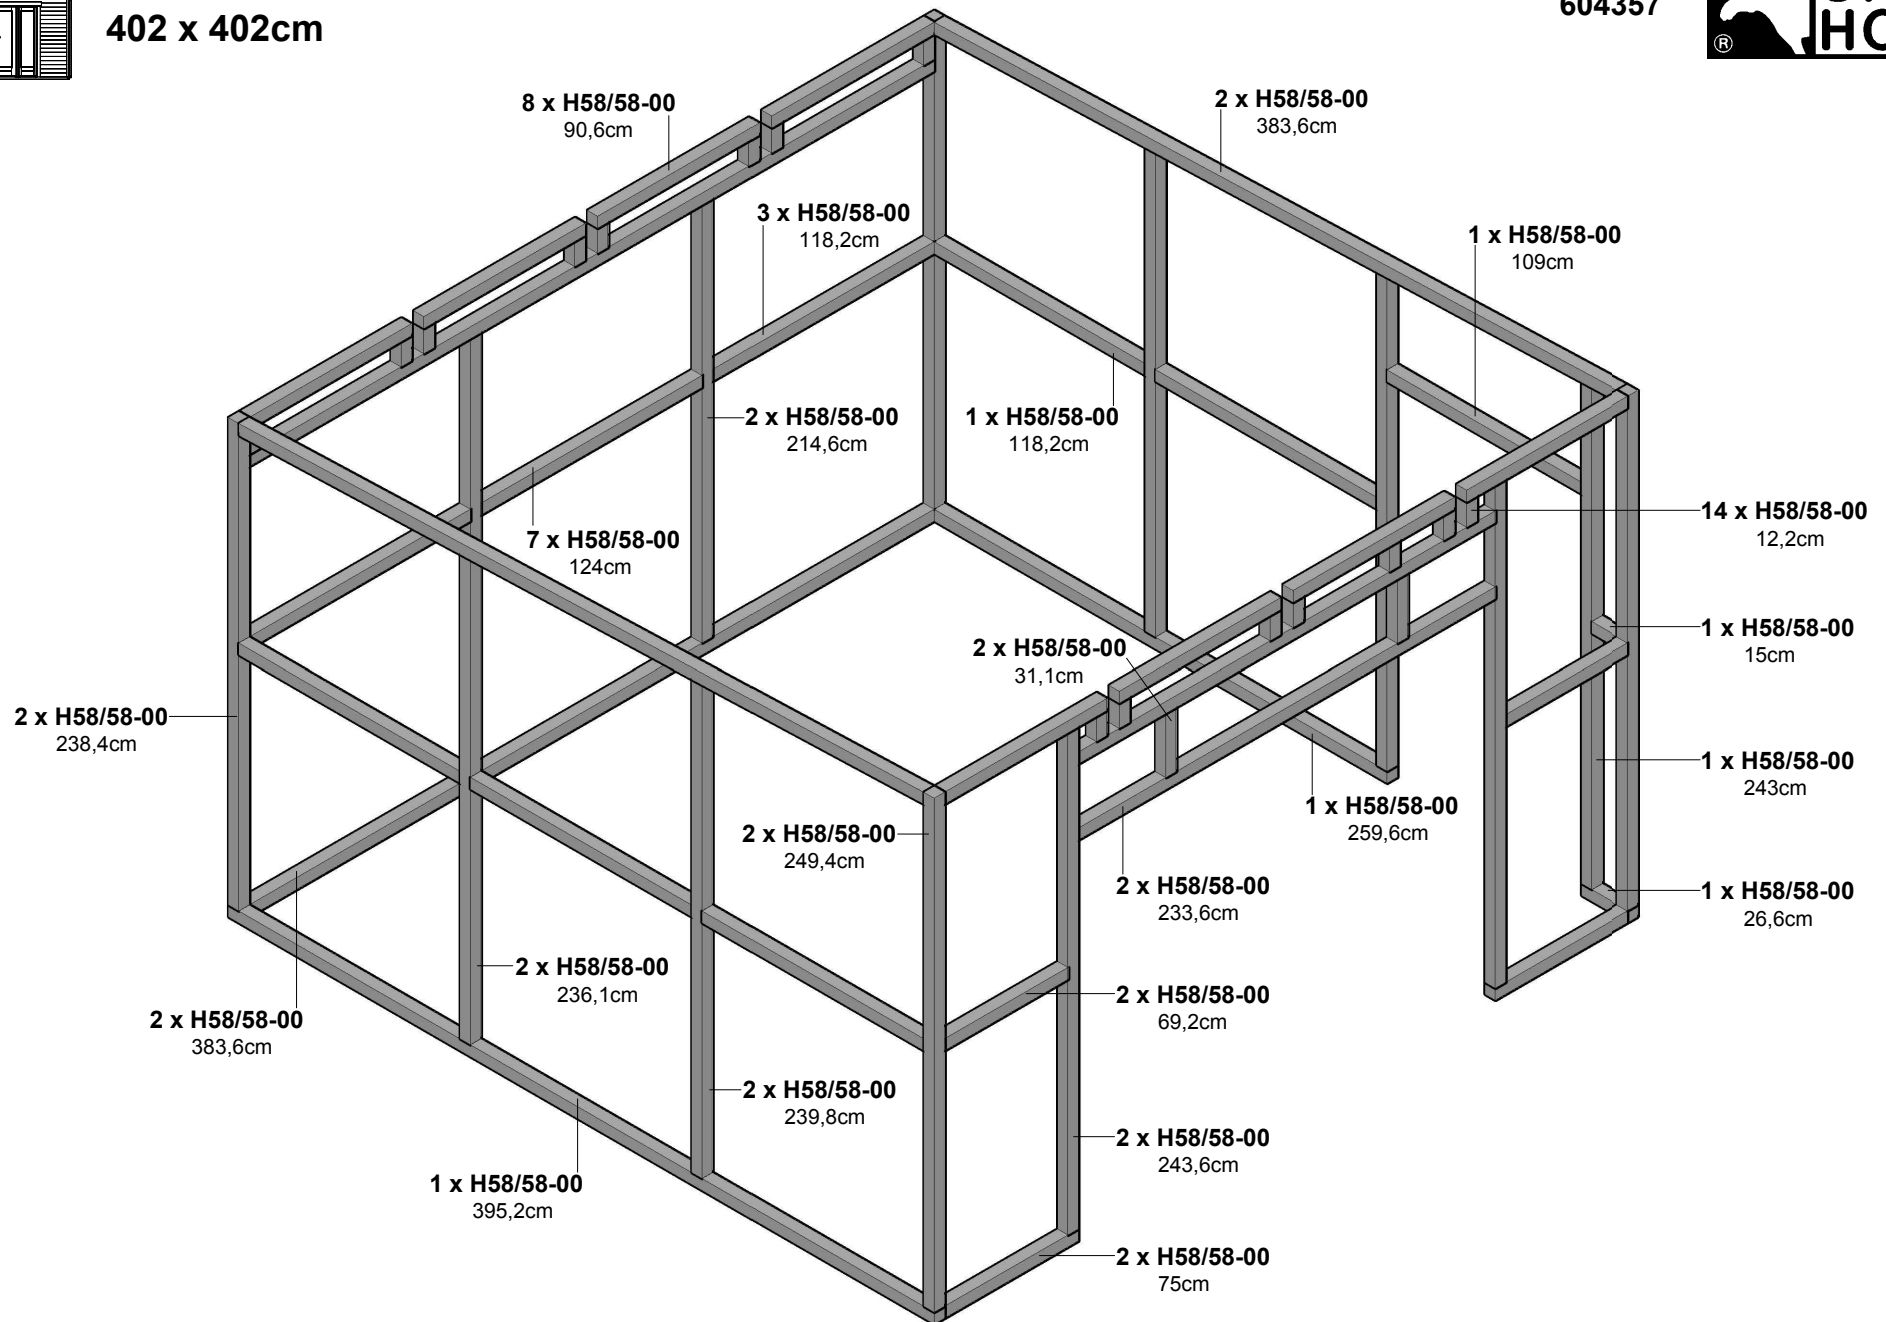 402 x 402cm
604357
®
8 x H58/58-00
90,6cm
2 x H58/58-00
383,6cm
3 x H58/58-00
118,2cm
1 x H58/58-00
109cm
2 x H58/58-00
214,6cm
1 x H58/58-00
118,2cm
7 x H58/58-00
124cm
14 x H58/58-00
12,2cm
2 x H58/58-00
31,1cm
1 x H58/58-00
15cm
2 x H58/58-00
238,4cm
1 x H58/58-00
243cm
2 x H58/58-00
249,4cm
1 x H58/58-00
259,6cm
2 x H58/58-00
233,6cm
1 x H58/58-00
26,6cm
2 x H58/58-00
236,1cm
2 x H58/58-00
69,2cm
2 x H58/58-00
383,6cm
2 x H58/58-00
239,8cm
2 x H58/58-00
243,6cm
1 x H58/58-00
395,2cm
2 x H58/58-00
75cm